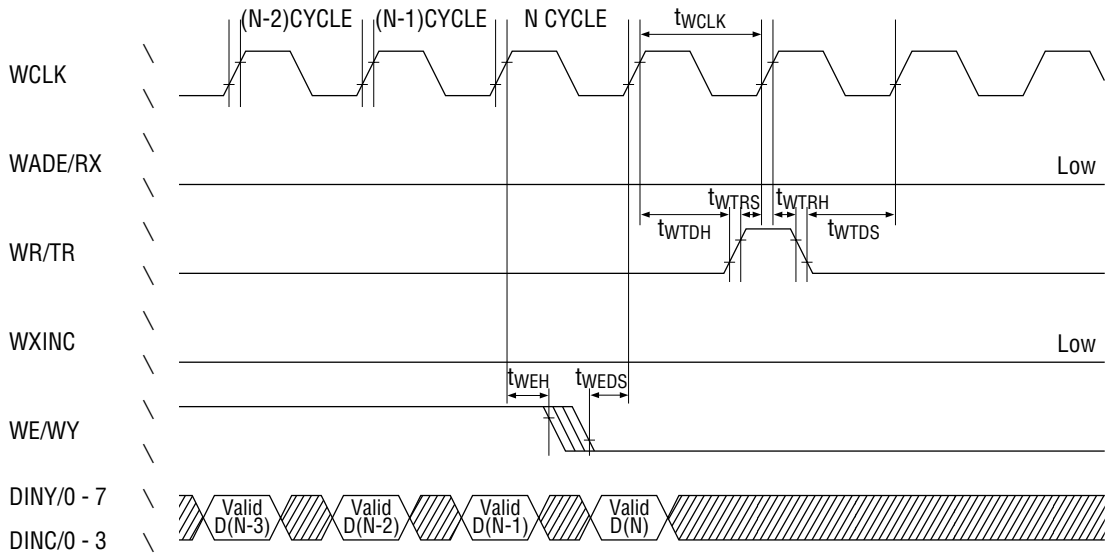 (N-2)CYCLE (N-1)CYCLE N CYCLE tWCLK
WCLK
WADE/RX Low
tWTRS tWTRH
tWTDH tWTDS
WR/TR
WXINC Low
tWEH tWEDS
WE/WY
DINY/0 - 7 Valid Valid Valid Valid
D(N-3) D(N-2) D(N-1) D(N)
DINC/0 - 3